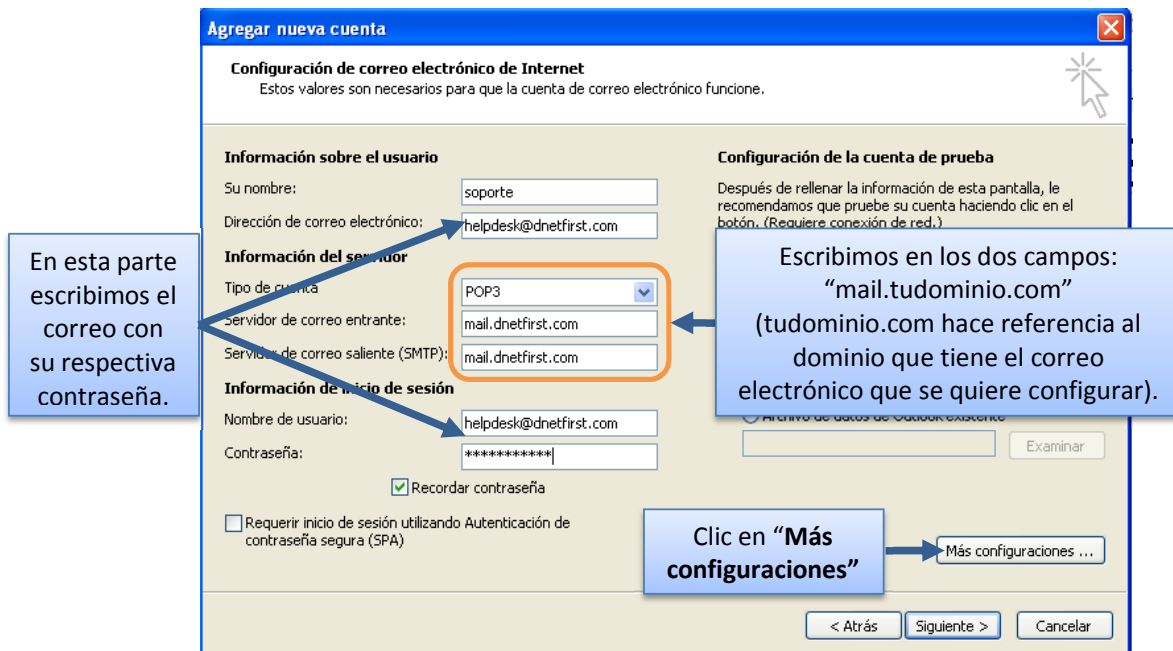 Agregar nueva cuenta
Configuración de correo electrónico de Internet
Estos valores son necesarios para que la cuenta de correo electrónico funcione.
Información sobre el usuario
Su nombre:
soporte
Dirección de correo electrónico:
helpdesk@dnetfirst.com
Información del servidor
Tipo de cuenta
POP3
Servidor de correo entrante:
mail.dnetfirst.com
Servidor de correo saliente (SMTP):
mail.dnetfirst.com
Información de inicio de sesión
Nombre de usuario:
helpdesk@dnetfirst.com
Contraseña:
***********
Recordar contraseña
Requerir inicio de sesión utilizando Autenticación de
contraseña segura (SPA)
Configuración de la cuenta de prueba
Después de rellenar la información de esta pantalla, le
recomendamos que pruebe su cuenta haciendo clic en el
botón. (Requiere conexión de red.)
Archivo de datos de Outlook existente
Examinar
Más configuraciones ...
< Atrás
Siguiente >
Cancelar
En esta parte
escribimos el
correo con
su respectiva
contraseña.
Escribimos en los dos campos:
“mail.tudominio.com”
(tudominio.com hace referencia al
dominio que tiene el correo
electrónico que se quiere configurar).
Clic en “Más
configuraciones”